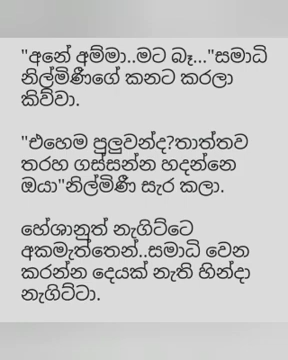 "අනේ අම්මා..මට බෑ..."සමාධි
නිල්මිණීගේ කනට කරලා
කිව්වා.
"එහෙම පුලුවන්ද?තාත්තව
තරහ ගස්සන්න හදන්නෙ
ඔයා"නිල්මිණී සැර කලා.
හේශානුත් නැගිට්ටෙ
අකමැත්තෙන්..සමාධි වෙන
කරන්න දෙයක් නැති හින්දා
නැගිට්ටා.